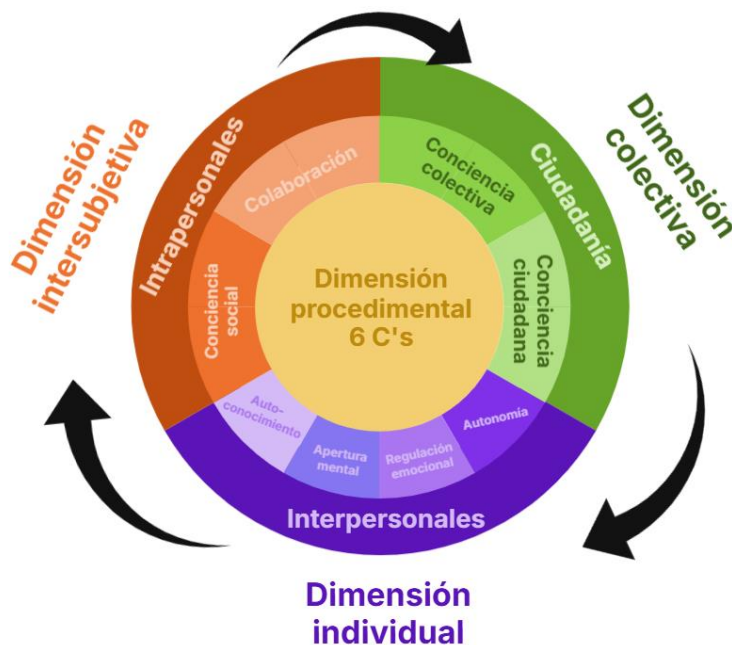 Dimensión
intersubjetiva
Intrapersonales
Colaboración
Conciencia
social
Dimensión
colectiva
Ciudadanía
Conciencia
colectiva
Conciencia
ciudadana
Dimensión
procedimental
6 C's
Auto-
conocimiento
Apertura
mental
Regulación
emocional
Autonomía
Interpersonales
Dimensión
individual